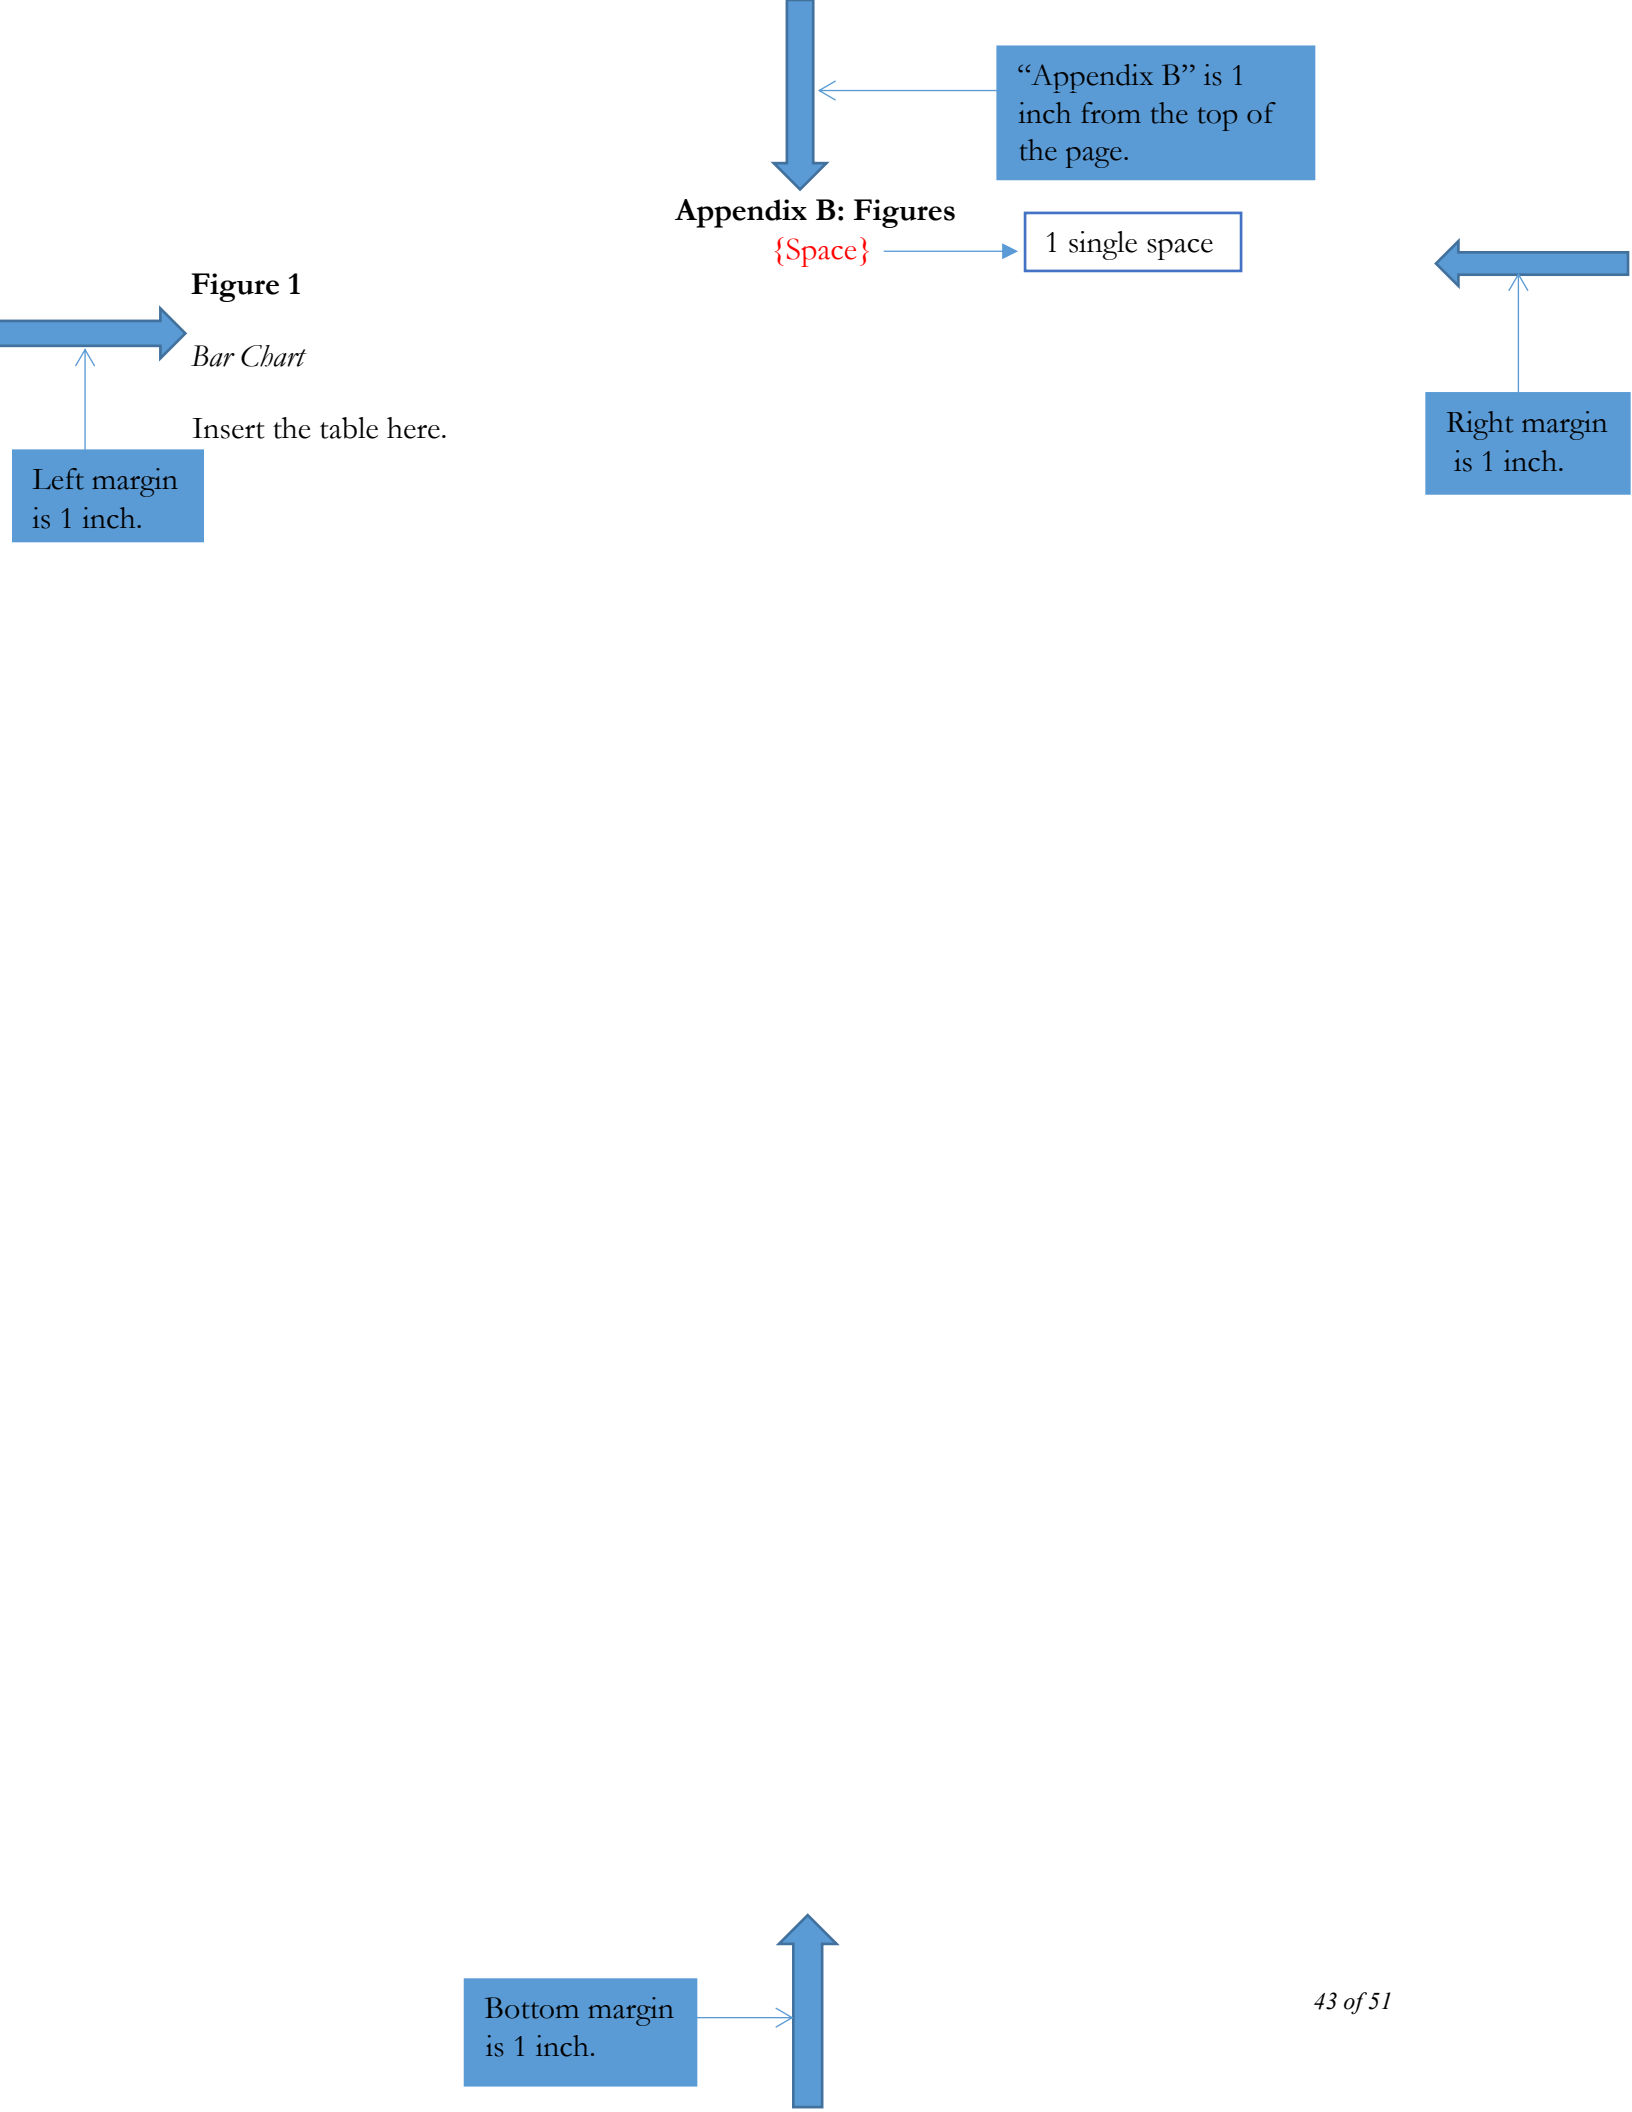 “Appendix B” is 1
inch from the top of
the page.
Appendix B: Figures
{Space}
1 single space
Figure 1
Bar Chart
Insert the table here.
Left margin
is 1 inch.
Right margin
is 1 inch.
Bottom margin
is 1 inch.
43 of 51